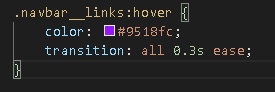 .navbar__links:hover {
    color: #9518fc;
    transition: all 0.3s ease;
}